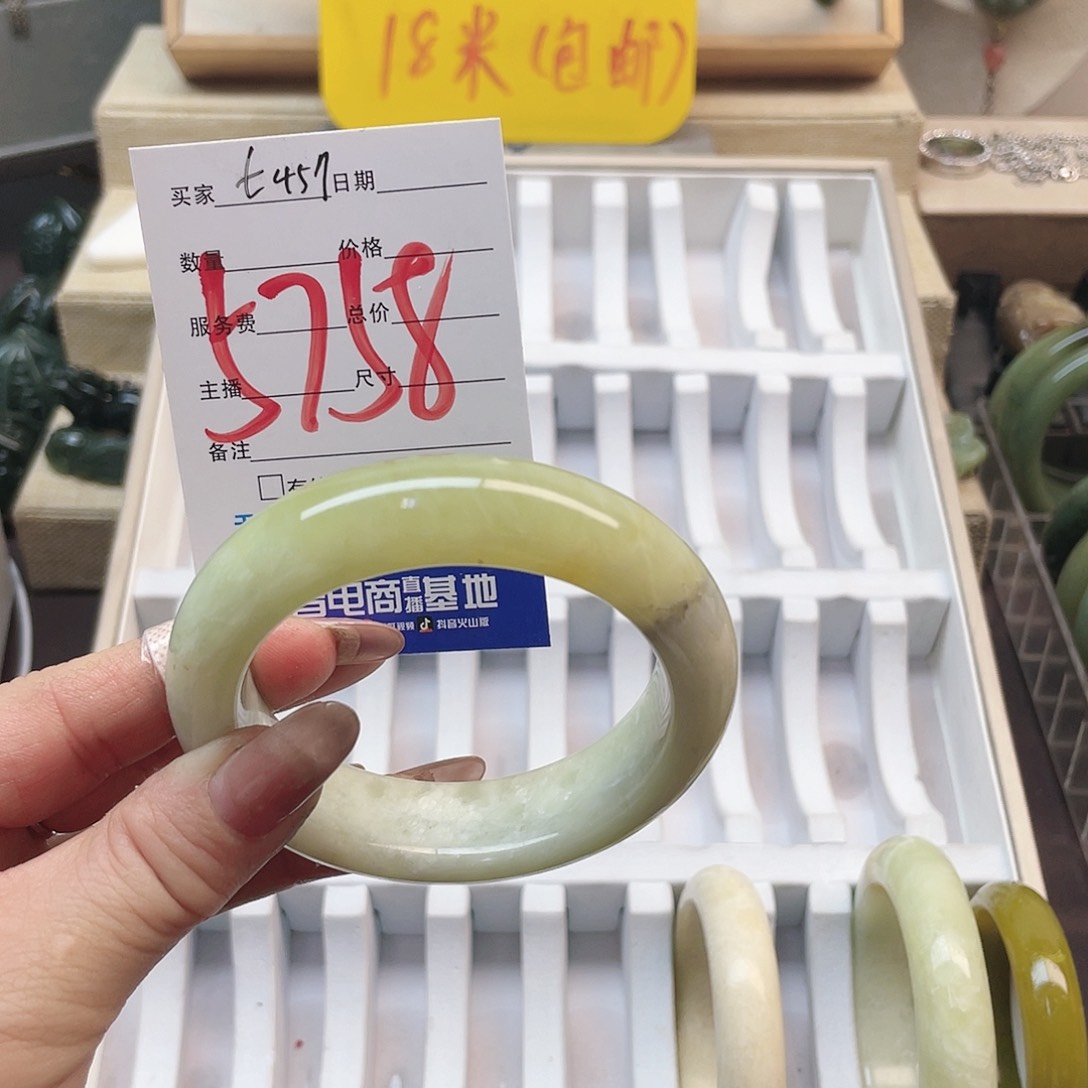 18米(包邮)
买家 t457 日期
数量 价格
服务费 总价
主播 尺寸
5758
备注
电商直播基地
抖音火山版